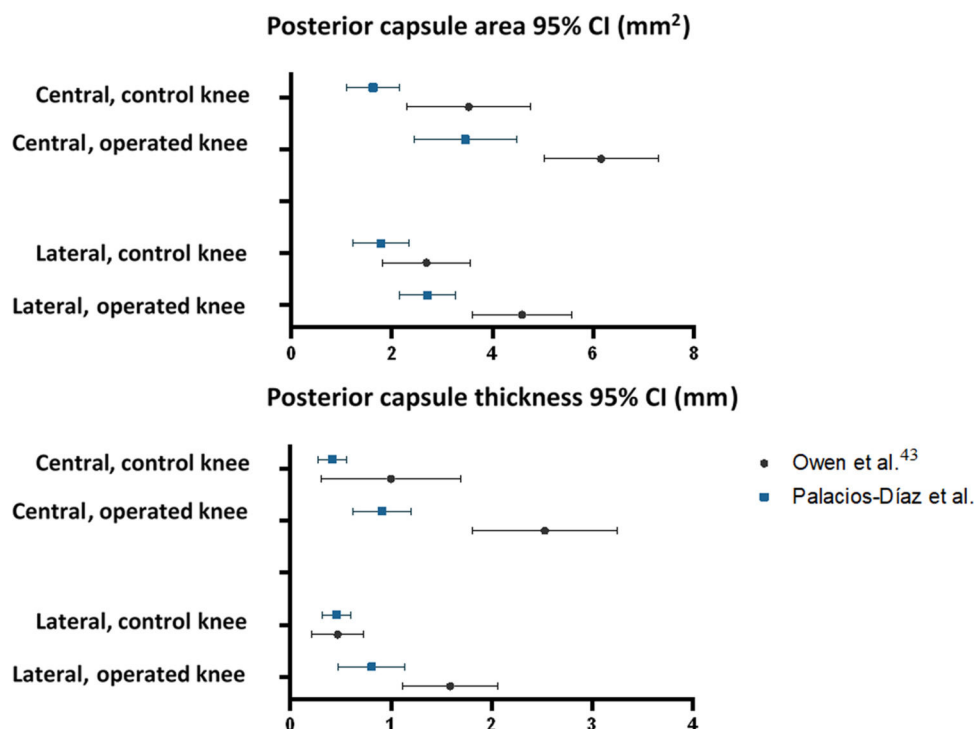 Posterior capsule area 95% CI (mm²)
Central, control knee
Central, operated knee
Lateral, control knee
Lateral, operated knee
0 2 4 6 8
Posterior capsule thickness 95% CI (mm)
Central, control knee
Central, operated knee
Lateral, control knee
Lateral, operated knee
0 1 2 3 4
Owen et al.⁴³
Palacios-Díaz et al.